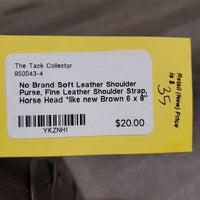 The Tack Collector
950043-4
No Brand Soft Leather Shoulder
Purse, Fine Leather Shoulder Strap,
Horse Head *like new Brown 6 x 8"
$20.00
YKZNH1
Retail (New) Price
is $
35